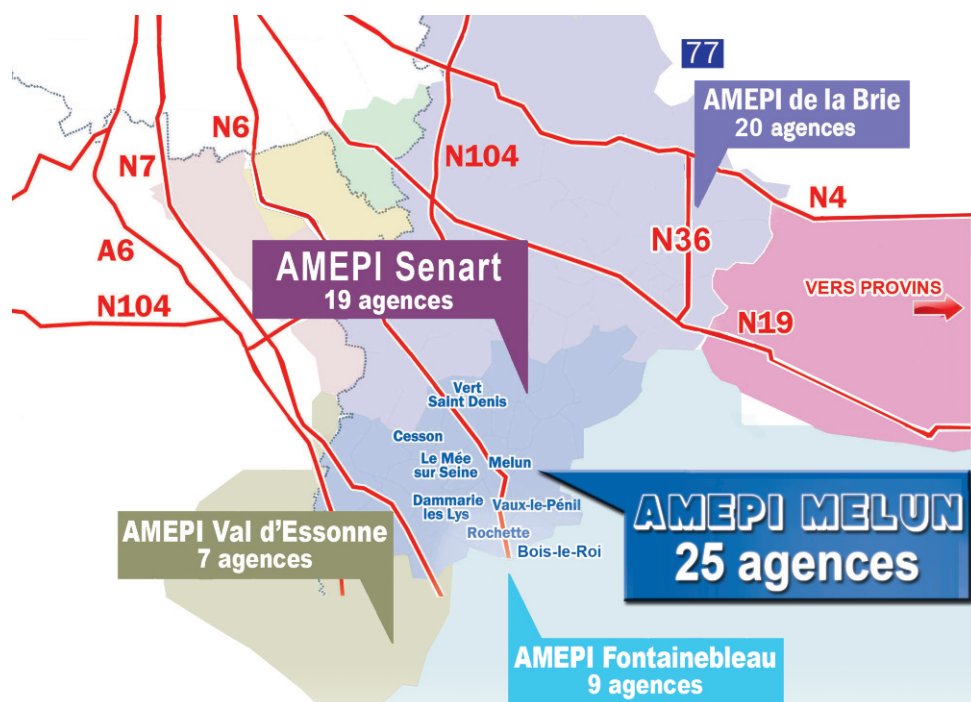 77
AMEPI de la Brie
20 agences
N6
N7
N104
N4
N36
A6
AMEPI Senart
19 agences
VERS PROVINS
N104
N19
Vert
Saint Denis
Cesson
Le Mée
sur Seine
Melun
Dammarie
les Lys
Vaux-le-Pénil
Rochette
Bois-le-Roi
AMEPI MELUN
25 agences
AMEPI Val d'Essonne
7 agences
AMEPI Fontainebleau
9 agences